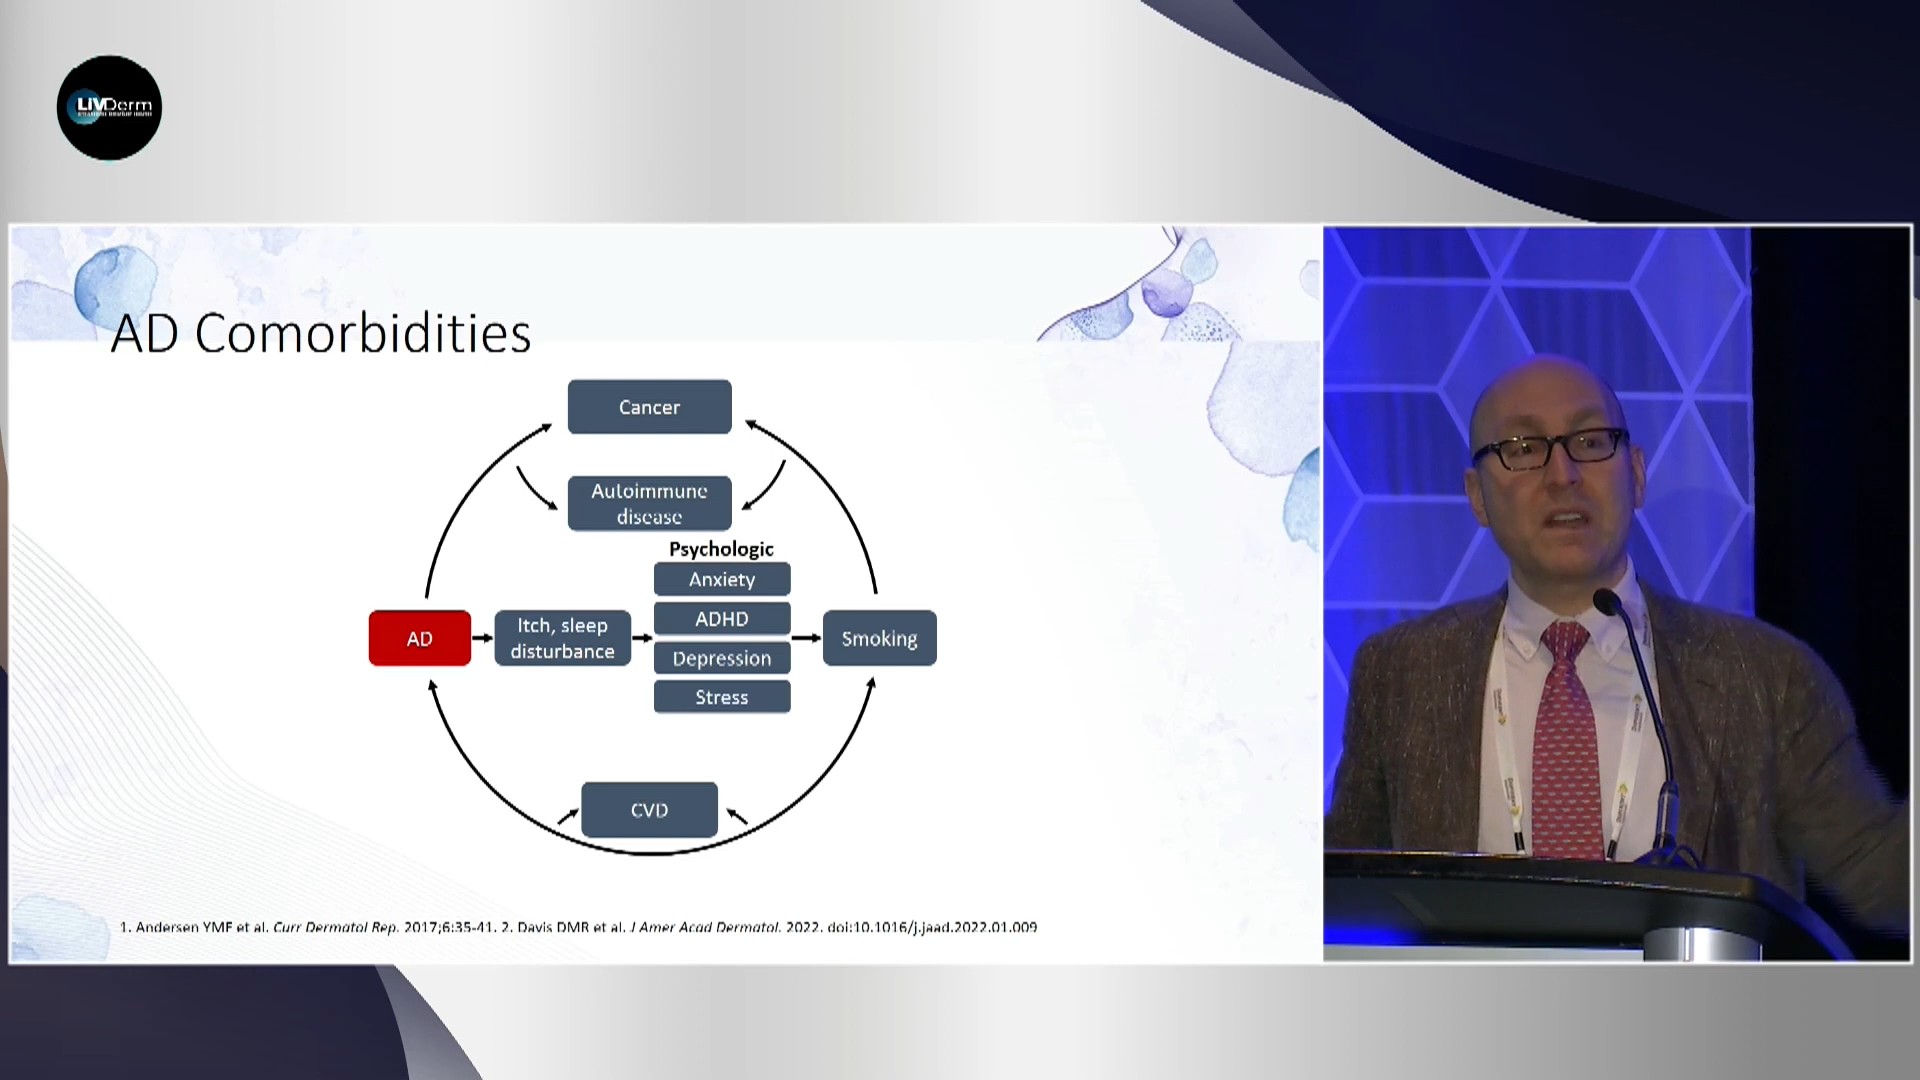 LIVDerm
AD Comorbidities
Cancer
Autoimmune
disease
Psychologic
Anxiety
ADHD
Depression
Stress
AD
Itch, sleep
disturbance
Smoking
CVD
1. Andersen YMF et al. Curr Dermatol Rep. 2017;6:35-41. 2. Davis DMR et al. J Amer Acad Dermatol. 2022. doi:10.1016/j.jaad.2022.01.009